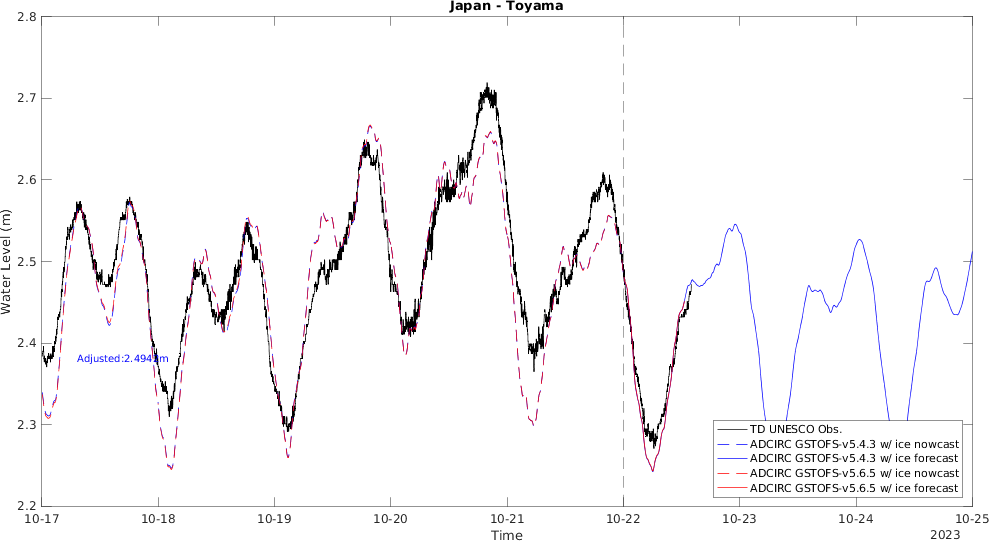 Japan - Toyama
2.8
2.7
2.6
2.5
2.4
2.3
2.2
Water Level (m)
Adjusted:2.4941m
TD UNESCO Obs.
ADCIRC GSTOFS-v5.4.3 w/ ice nowcast
ADCIRC GSTOFS-v5.4.3 w/ ice forecast
ADCIRC GSTOFS-v5.6.5 w/ ice nowcast
ADCIRC GSTOFS-v5.6.5 w/ ice forecast
10-17 10-18 10-19 10-20 10-21 10-22 10-23 10-24 10-25
Time
2023